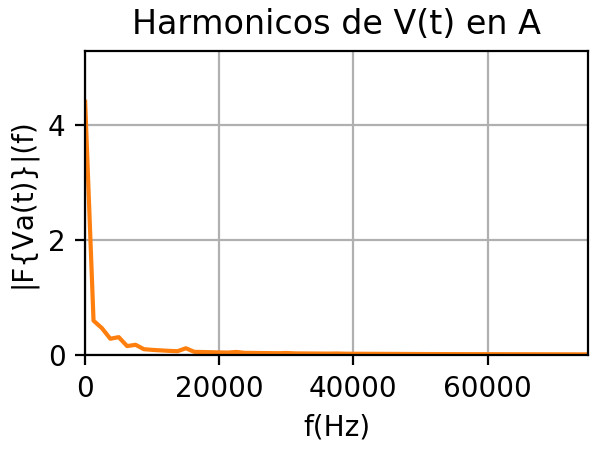 Harmonicos de V(t) en A
|F{Va(t)}|(f)
4
2
0
0 20000 40000 60000
f(Hz)